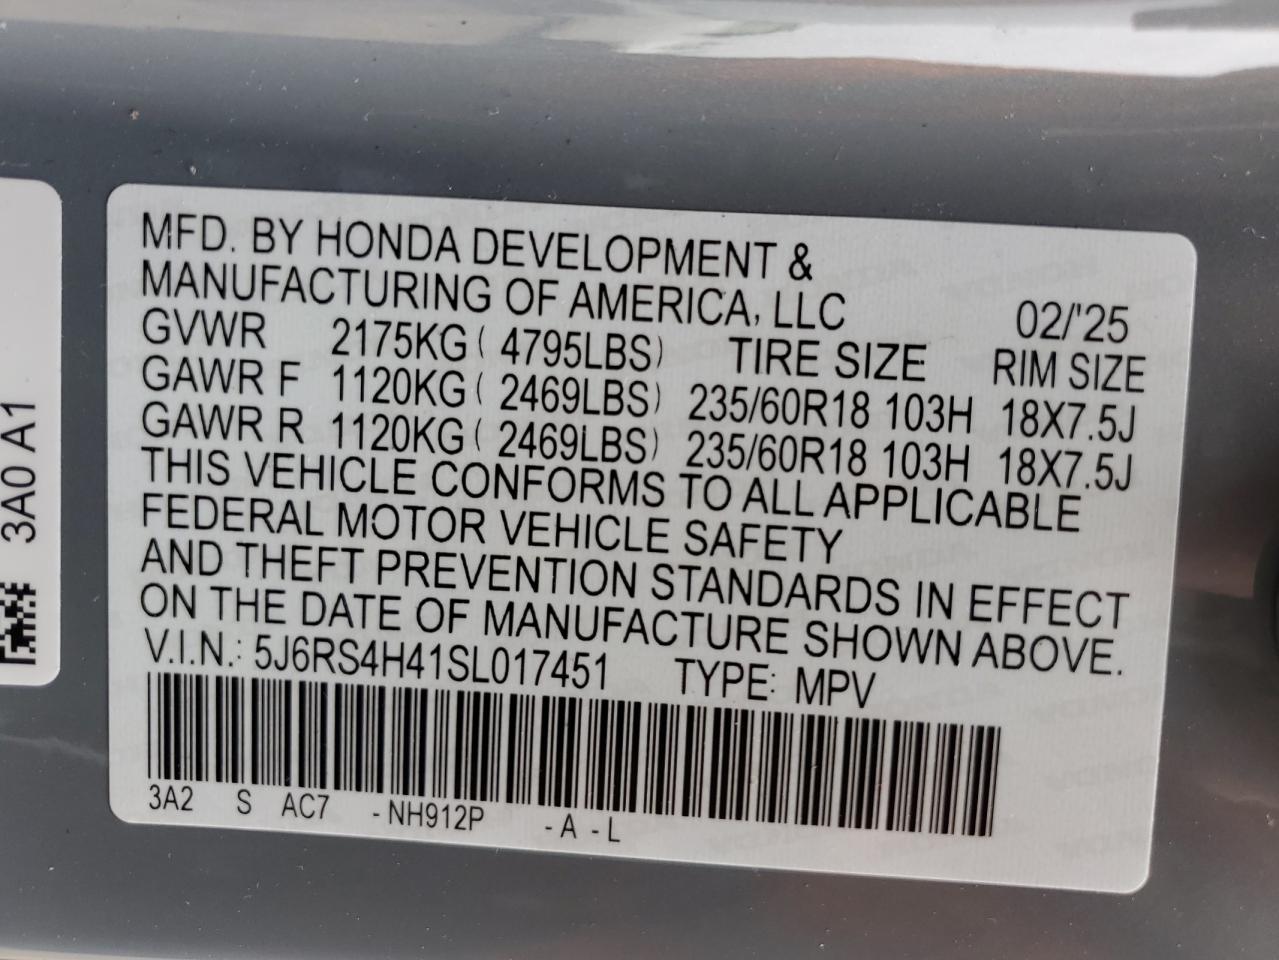 MFD. BY HONDA DEVELOPMENT &
MANUFACTURING OF AMERICA, LLC 02/'25
GVWR 2175KG ( 4795LBS) TIRE SIZE RIM SIZE
GAWR F 1120KG ( 2469LBS) 235/60R18 103H 18X7.5J
GAWR R 1120KG ( 2469LBS) 235/60R18 103H 18X7.5J
THIS VEHICLE CONFORMS TO ALL APPLICABLE
FEDERAL MOTOR VEHICLE SAFETY
AND THEFT PREVENTION STANDARDS IN EFFECT
ON THE DATE OF MANUFACTURE SHOWN ABOVE.
V.I.N.: 5J6RS4H41SL017451 TYPE: MPV
3A2 S AC7 - NH912P - A - L
3A0 A1